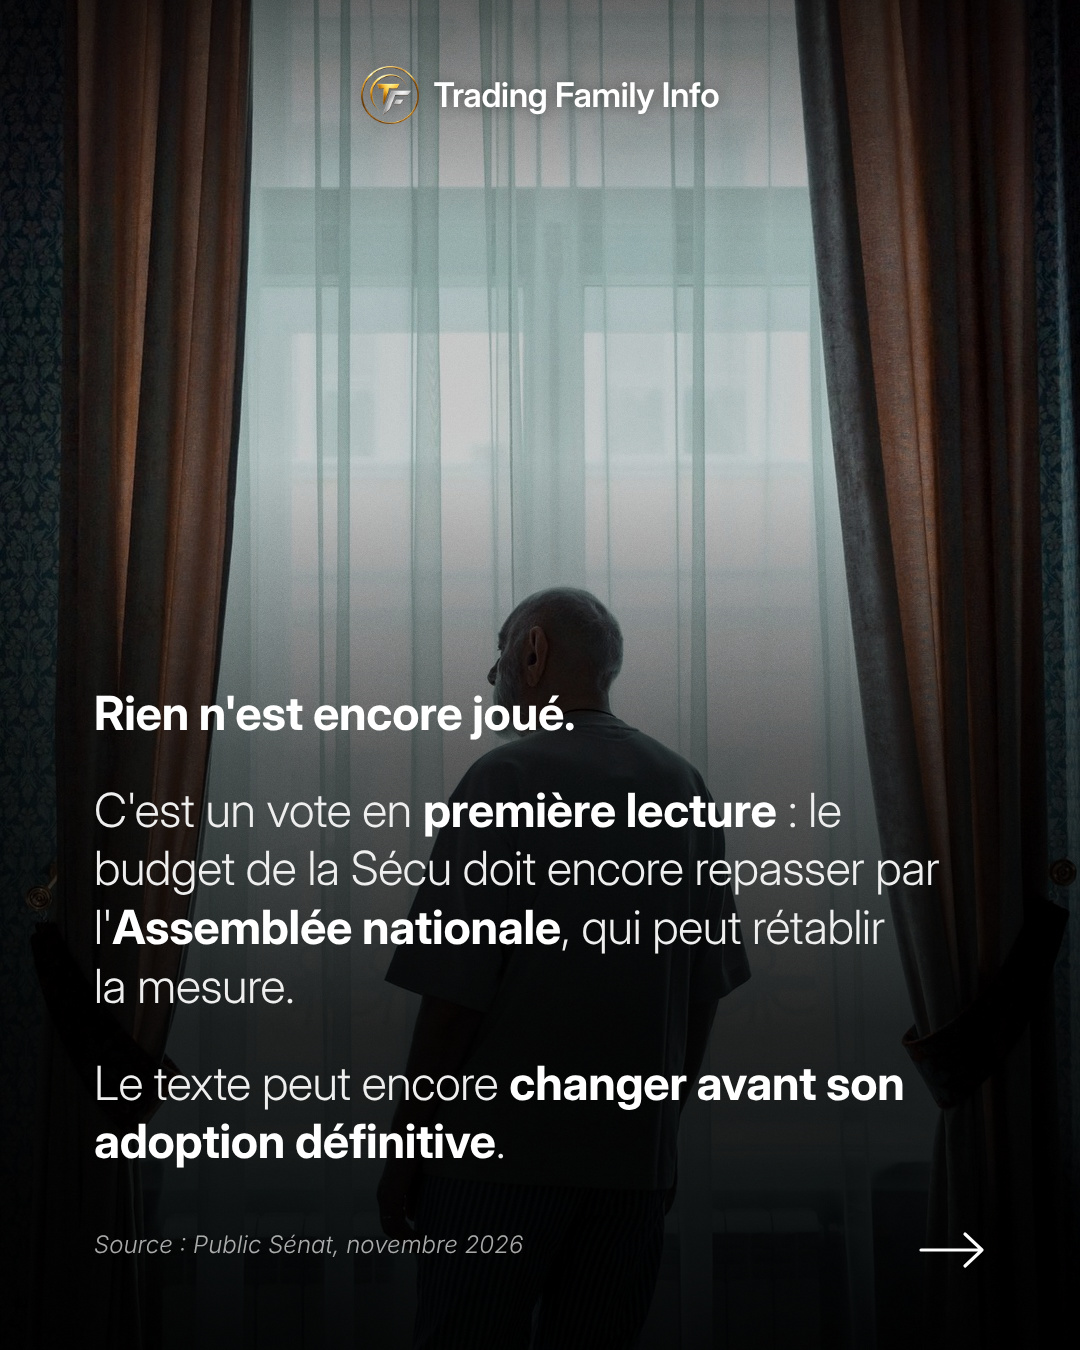 TF Trading Family Info
Rien n'est encore joué.
C'est un vote en première lecture : le
budget de la Sécu doit encore repasser par
l'Assemblée nationale, qui peut rétablir
la mesure.
Le texte peut encore changer avant son
adoption définitive.
Source : Public Sénat, novembre 2026